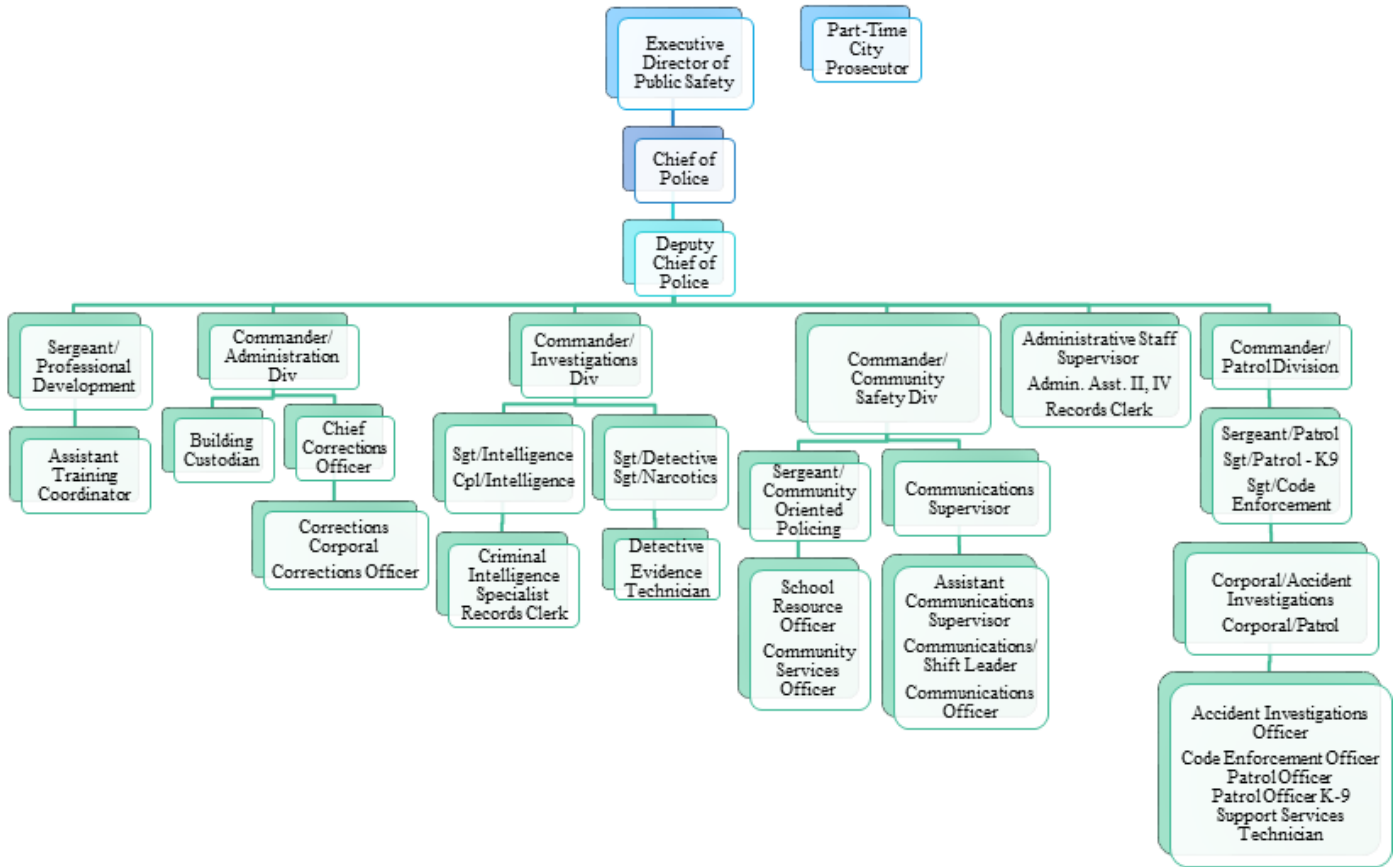 Executive
Director of
Public Safety
Part-Time
City
Prosecutor
Chief of
Police
Deputy
Chief of
Police
Sergeant/
Professional
Development
Assistant
Training
Coordinator
Commander/
Administration
Div
Building
Custodian
Chief
Corrections
Officer
Corrections
Corporal
Corrections Officer
Commander/
Investigations
Div
Sgt/Intelligence
Cpl/Intelligence
Criminal
Intelligence
Specialist
Records Clerk
Sgt/Detective
Sgt/Narcotics
Detective
Evidence
Technician
Commander/
Community
Safety Div
Sergeant/
Community
Oriented
Policing
School
Resource
Officer
Community
Services
Officer
Communications
Supervisor
Assistant
Communications
Supervisor
Communications/
Shift Leader
Communications
Officer
Administrative Staff
Supervisor
Admin. Asst. II, IV
Records Clerk
Commander/
Patrol Division
Sergeant/Patrol
Sgt/Patrol - K9
Sgt/Code
Enforcement
Corporal/Accident
Investigations
Corporal/Patrol
Accident Investigations
Officer
Code Enforcement Officer
Patrol Officer
Patrol Officer K-9
Support Services
Technician